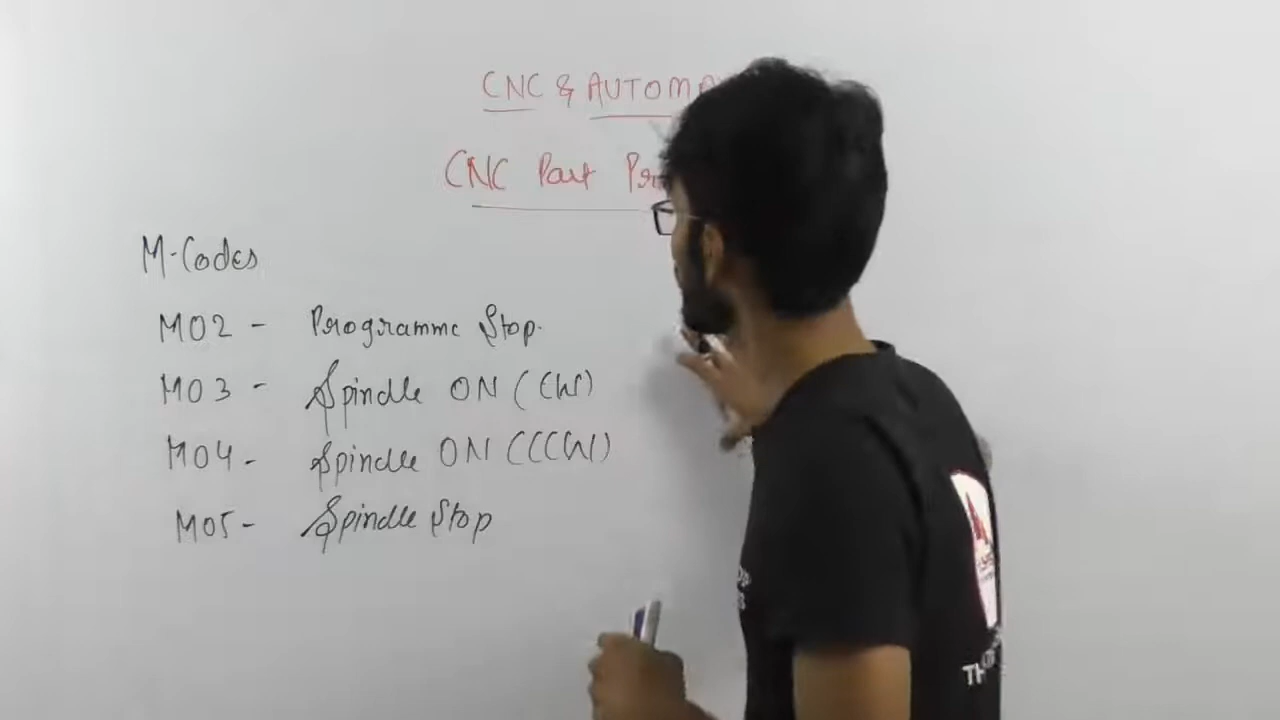 CNC & AUTOMA
CNC Part Pr
M-Codes
M02 - Programme Stop.
M03 - Spindle ON (CW)
M04 - Spindle ON (CCW)
M05 - Spindle Stop